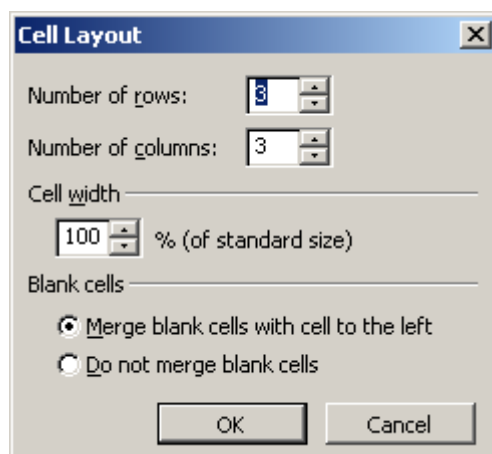 Cell Layout
Number of rows: 3
Number of columns: 3
Cell width
100 % (of standard size)
Blank cells
Merge blank cells with cell to the left
Do not merge blank cells
OK Cancel